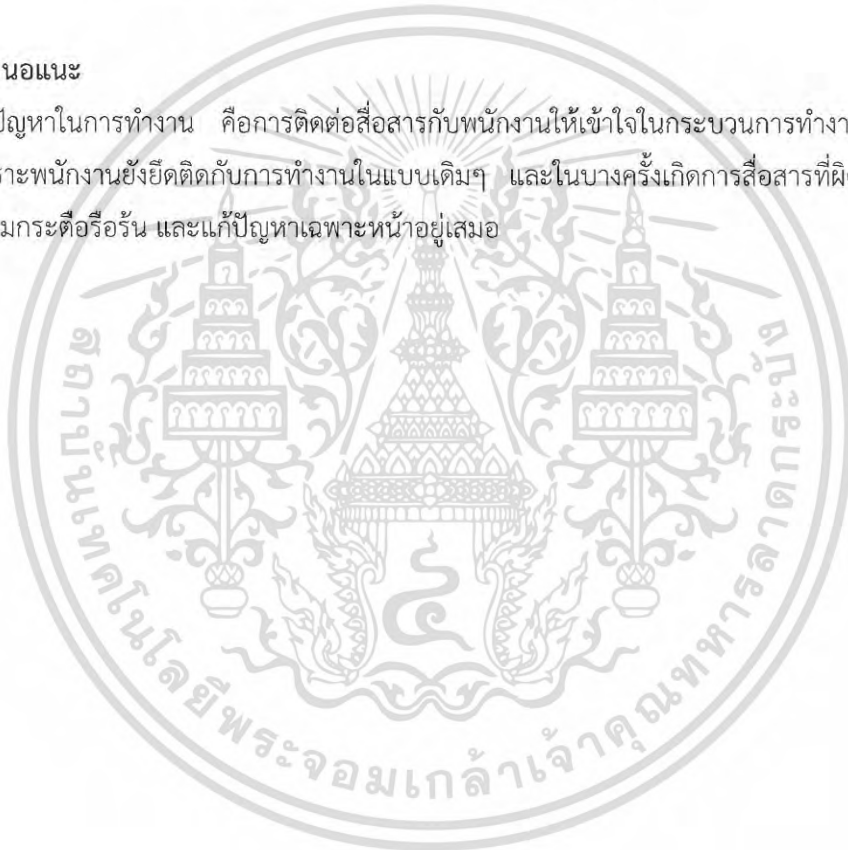 นอแนะ
ปัญหาในการทำงาน คือการติดต่อสื่อสารกับพนักงานให้เข้าใจในกระบวนการทำงา
ราะพนักงานยังยึดติดกับการทำงานในแบบเดิมๆ และในบางครั้งเกิดการสื่อสารที่ผิด
มกระตือรือร้น และแก้ปัญหาเฉพาะหน้าอยู่เสมอ
สถาบันเทคโนโลยีพระจอมเกล้าเจ้าคุณทหารลาดกระบัง
๔